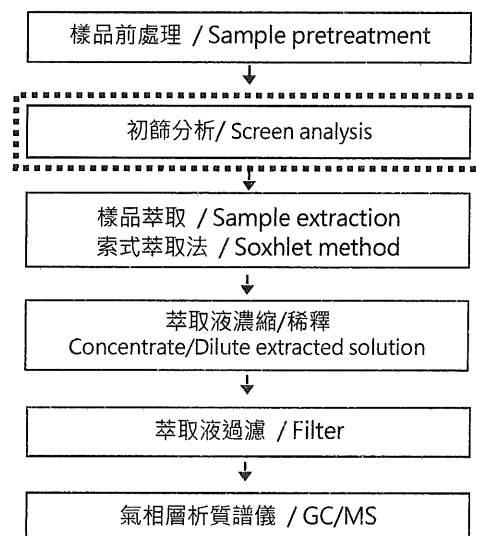 樣品前處理 / Sample pretreatment
初篩分析/ Screen analysis
樣品萃取 / Sample extraction
索式萃取法 / Soxhlet method
萃取液濃縮/稀釋
Concentrate/Dilute extracted solution
萃取液過濾 / Filter
氣相層析質譜儀 / GC/MS